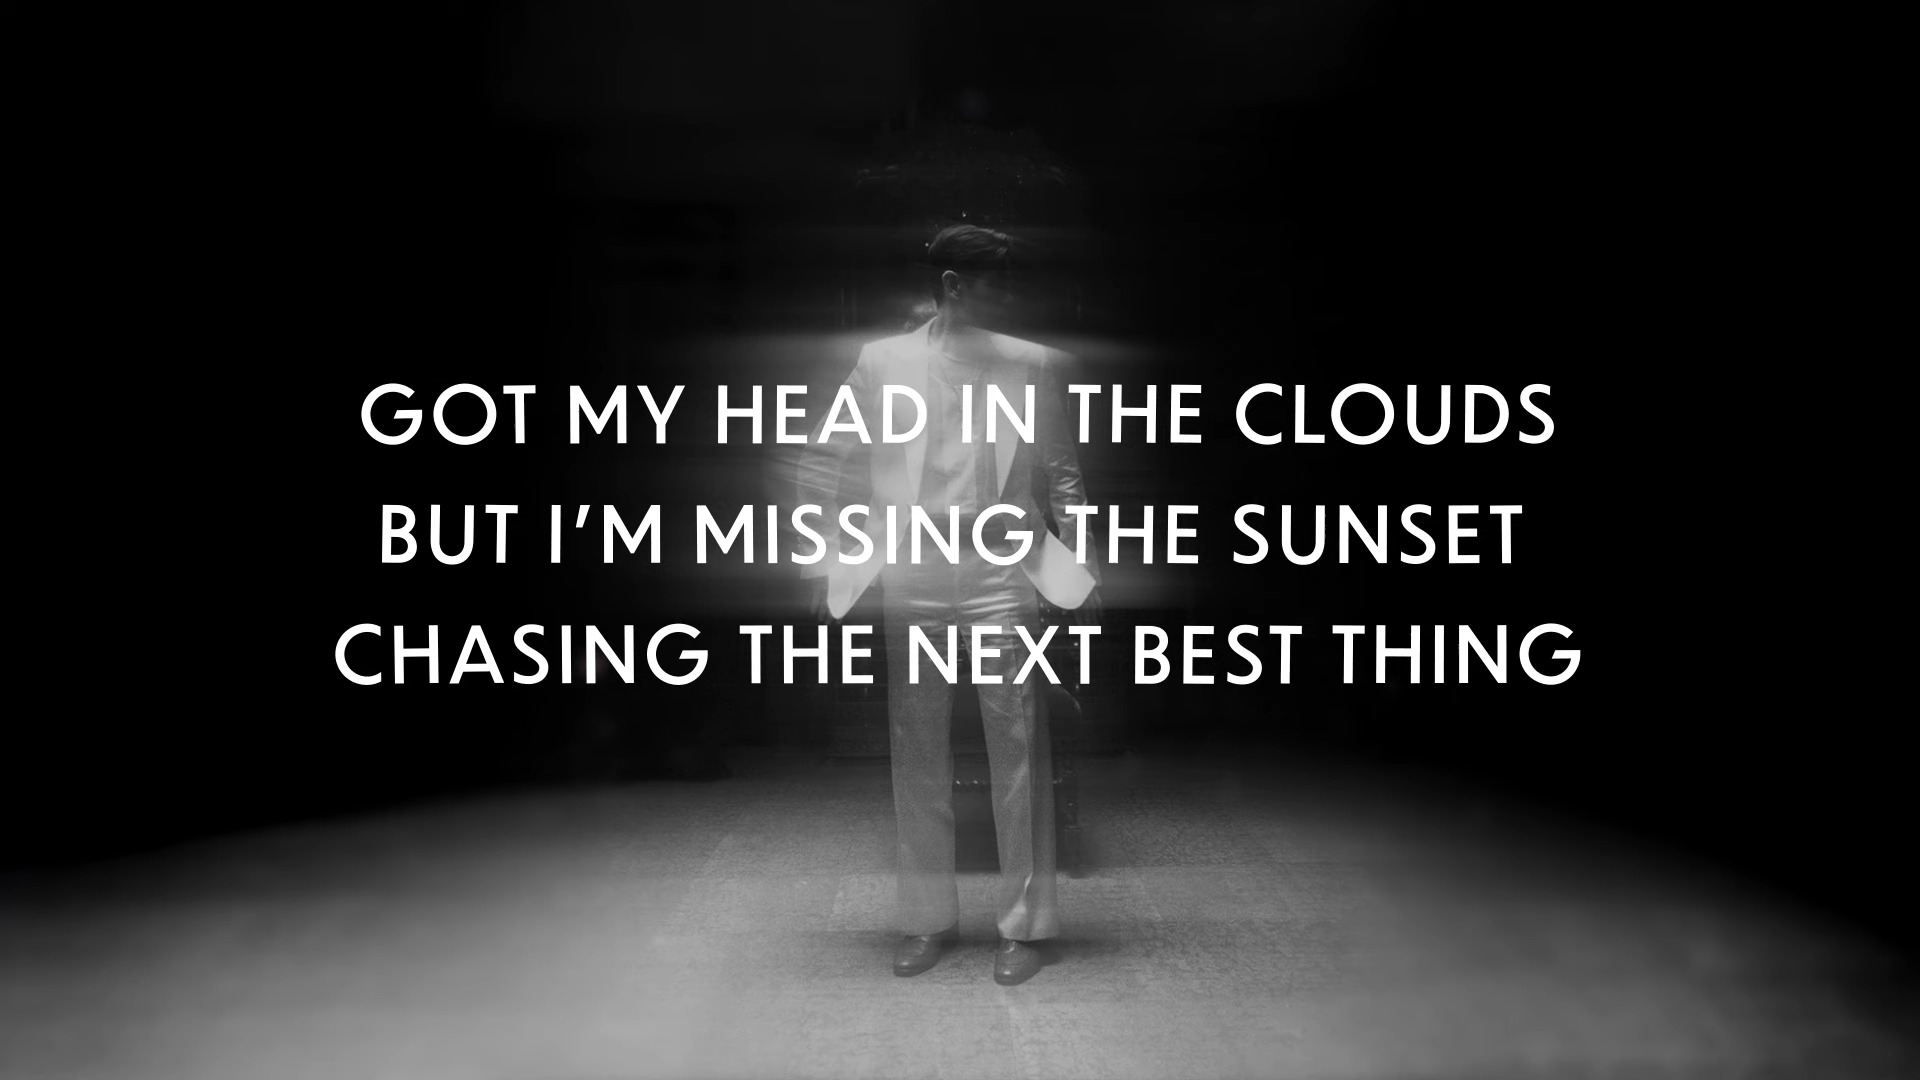 GOT MY HEAD IN THE CLOUDS
BUT I’M MISSING THE SUNSET
CHASING THE NEXT BEST THING